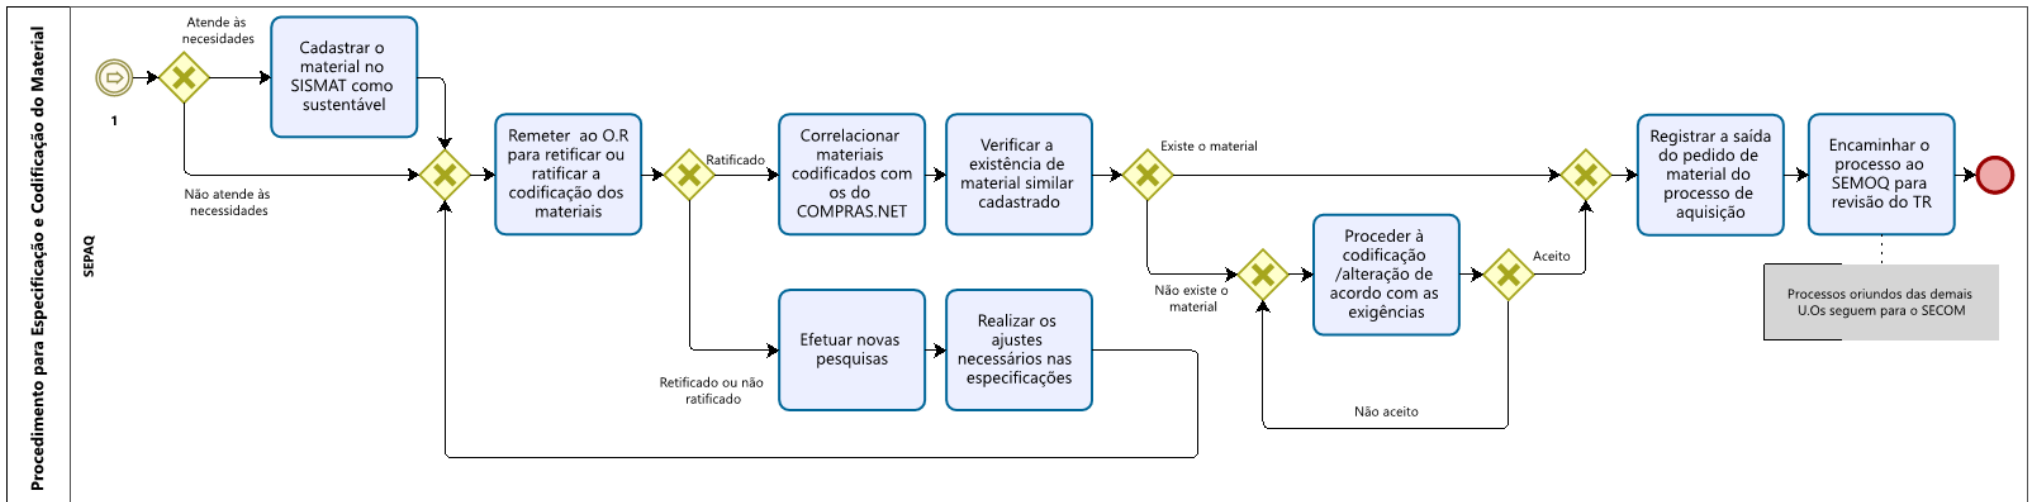 Procedimento para Especificação e Codificação do Material
SEPAQ
1
Atende às
necesidades
Não atende às
necessidades
Cadastrar o
material no
SISMAT como
sustentável
Remeter ao O.R
para retificar ou
ratificar a
codificação dos
materiais
Ratificado
Retificado ou não
ratificado
Correlacionar
materiais
codificados com
os do
COMPRAS.NET
Verificar a
existência de
material similar
cadastrado
Efetuar novas
pesquisas
Realizar os
ajustes
necessários nas
especificações
Existe o material
Não existe o
material
Proceder à
codificação
/alteração de
acordo com as
exigências
Aceito
Não aceito
Registrar a saída
do pedido de
material do
processo de
aquisição
Encaminhar o
processo ao
SEMOQ para
revisão do TR
Processos oriundos das demais
U.Os seguem para o SECOM